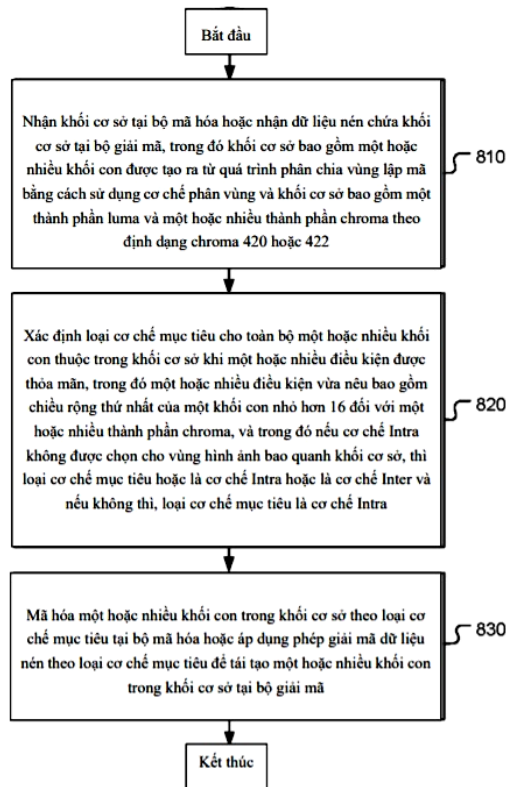 Bắt đầu
Nhận khối cơ sở tại bộ mã hóa hoặc nhận dữ liệu nén chứa khối
cơ sở tại bộ giải mã, trong đó khối cơ sở bao gồm một hoặc
nhiều khối con được tạo ra từ quá trình phân chia vùng lập mã
bằng cách sử dụng cơ chế phân vùng và khối cơ sở bao gồm một
thành phần luma và một hoặc nhiều thành phần chroma theo
định dạng chroma 420 hoặc 422
810
Xác định loại cơ chế mục tiêu cho toàn bộ một hoặc nhiều khối
con thuộc trong khối cơ sở khi một hoặc nhiều điều kiện được
thỏa mãn, trong đó một hoặc nhiều điều kiện vừa nêu bao gồm
chiều rộng thứ nhất của một khối con nhỏ hơn 16 đối với một
hoặc nhiều thành phần chroma, và trong đó nếu cơ chế Intra
không được chọn cho vùng hình ảnh bao quanh khối cơ sở, thì
loại cơ chế mục tiêu hoặc là cơ chế Intra hoặc là cơ chế Inter và
nếu không thì, loại cơ chế mục tiêu là cơ chế Intra
820
Mã hóa một hoặc nhiều khối con trong khối cơ sở theo loại cơ
chế mục tiêu tại bộ mã hóa hoặc áp dụng phép giải mã dữ liệu
nén theo loại cơ chế mục tiêu để tái tạo một hoặc nhiều khối con
trong khối cơ sở tại bộ giải mã
830
Kết thúc